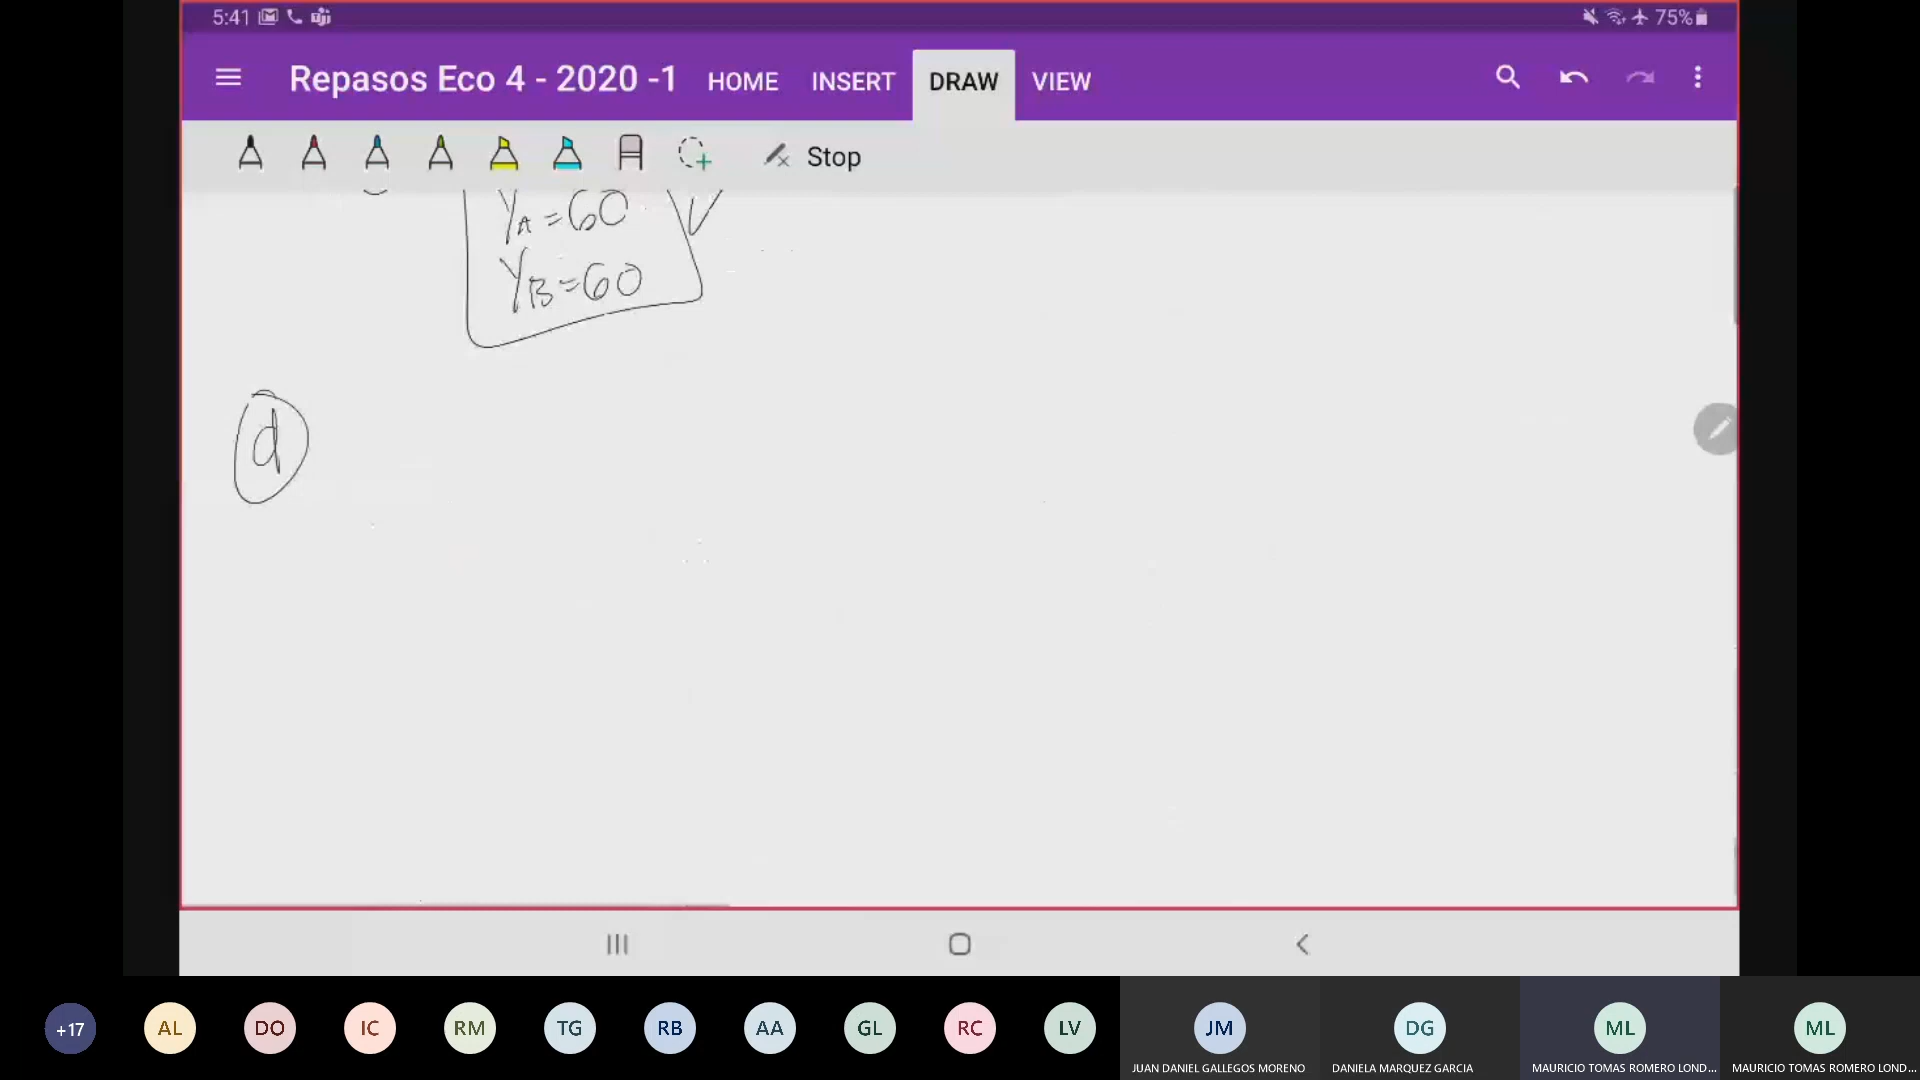 5:41 75%
Repasos Eco 4 - 2020 -1 HOME INSERT DRAW VIEW
Stop
YA = 60
YB = 60
d
+17 AL DO IC RM TG RB AA GL RC LV JM DG ML ML
JUAN DANIEL GALLEGOS MORENO DANIELA MARQUEZ GARCIA MAURICIO TOMAS ROMERO LOND... MAURICIO TOMAS ROMERO LOND...